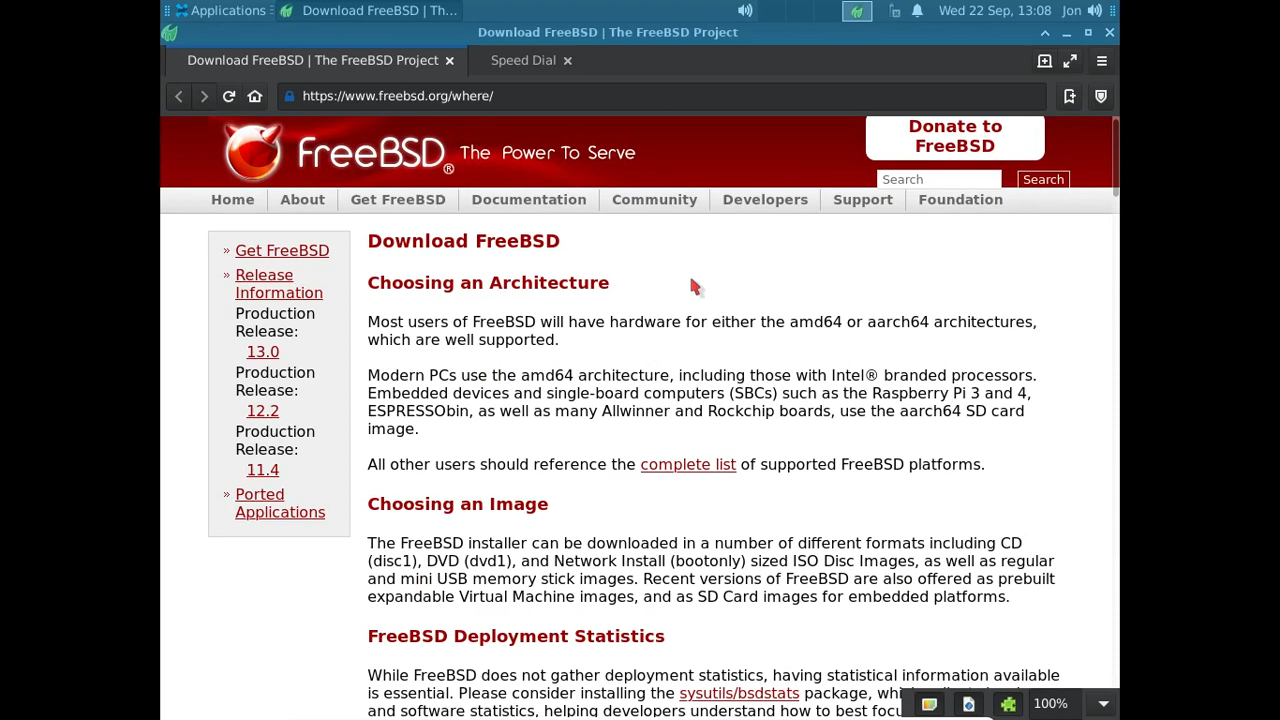 Applications
Download FreeBSD | Th...
Wed 22 Sep, 13:08
Jon
Download FreeBSD | The FreeBSD Project
Download FreeBSD | The FreeBSD Project
Speed Dial
https://www.freebsd.org/where/
FreeBSD® The Power To Serve
Donate to
FreeBSD
Search
Search
Home
About
Get FreeBSD
Documentation
Community
Developers
Support
Foundation
» Get FreeBSD
» Release
Information
Production
Release:
13.0
Production
Release:
12.2
Production
Release:
11.4
» Ported
Applications
Download FreeBSD
Choosing an Architecture
Most users of FreeBSD will have hardware for either the amd64 or aarch64 architectures,
which are well supported.
Modern PCs use the amd64 architecture, including those with Intel® branded processors.
Embedded devices and single-board computers (SBCs) such as the Raspberry Pi 3 and 4,
ESPRESSObin, as well as many Allwinner and Rockchip boards, use the aarch64 SD card
image.
All other users should reference the complete list of supported FreeBSD platforms.
Choosing an Image
The FreeBSD installer can be downloaded in a number of different formats including CD
(disc1), DVD (dvd1), and Network Install (bootonly) sized ISO Disc Images, as well as regular
and mini USB memory stick images. Recent versions of FreeBSD are also offered as prebuilt
expandable Virtual Machine images, and as SD Card images for embedded platforms.
FreeBSD Deployment Statistics
While FreeBSD does not gather deployment statistics, having statistical information available
is essential. Please consider installing the sysutils/bsdstats package,
and software statistics, helping developers understand how to best
100%